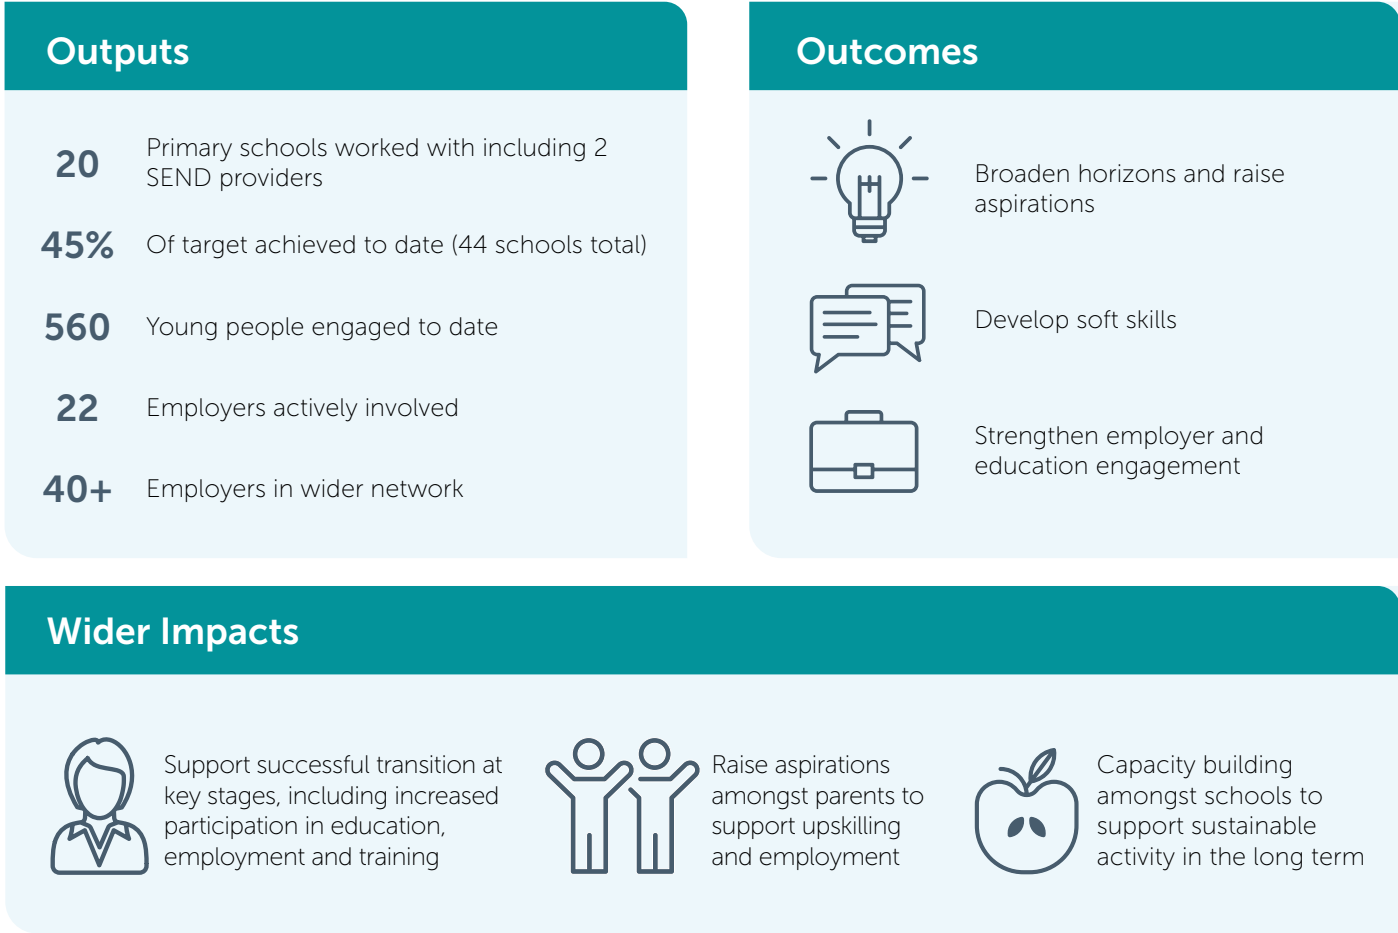 Outputs
20
Primary schools worked with including 2
SEND providers
45%
Of target achieved to date (44 schools total)
560
Young people engaged to date
22
Employers actively involved
40+
Employers in wider network
Outcomes
Broaden horizons and raise
aspirations
Develop soft skills
Strengthen employer and
education engagement
Wider Impacts
Support successful transition at
key stages, including increased
participation in education,
employment and training
Raise aspirations
amongst parents to
support upskilling
and employment
Capacity building
amongst schools to
support sustainable
activity in the long term